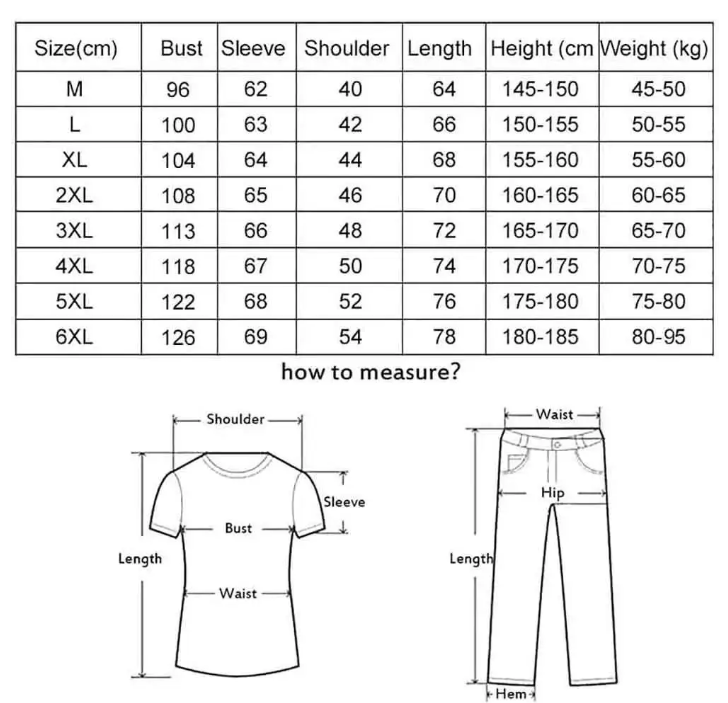 Size(cm) Bust Sleeve Shoulder Length Height (cm Weight (kg)
M 96 62 40 64 145-150 45-50
L 100 63 42 66 150-155 50-55
XL 104 64 44 68 155-160 55-60
2XL 108 65 46 70 160-165 60-65
3XL 113 66 48 72 165-170 65-70
4XL 118 67 50 74 170-175 70-75
5XL 122 68 52 76 175-180 75-80
6XL 126 69 54 78 180-185 80-95
how to measure?
Shoulder
Sleeve
Bust
Length
Waist
Waist
Hip
Length
Hem